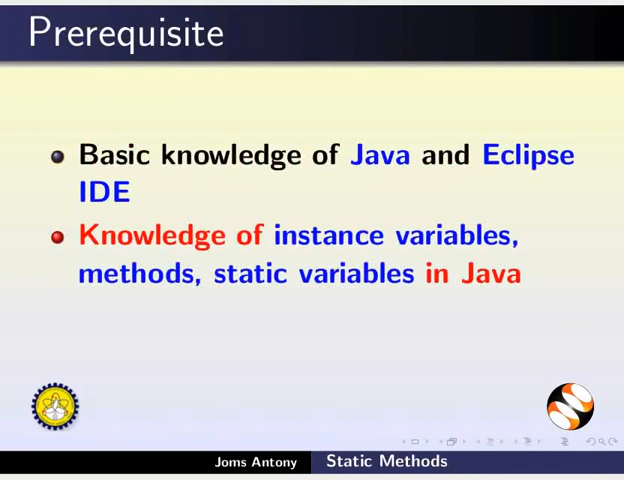 Prerequisite
Basic knowledge of Java and Eclipse
IDE
Knowledge of instance variables,
methods, static variables in Java
Joms Antony
Static Methods